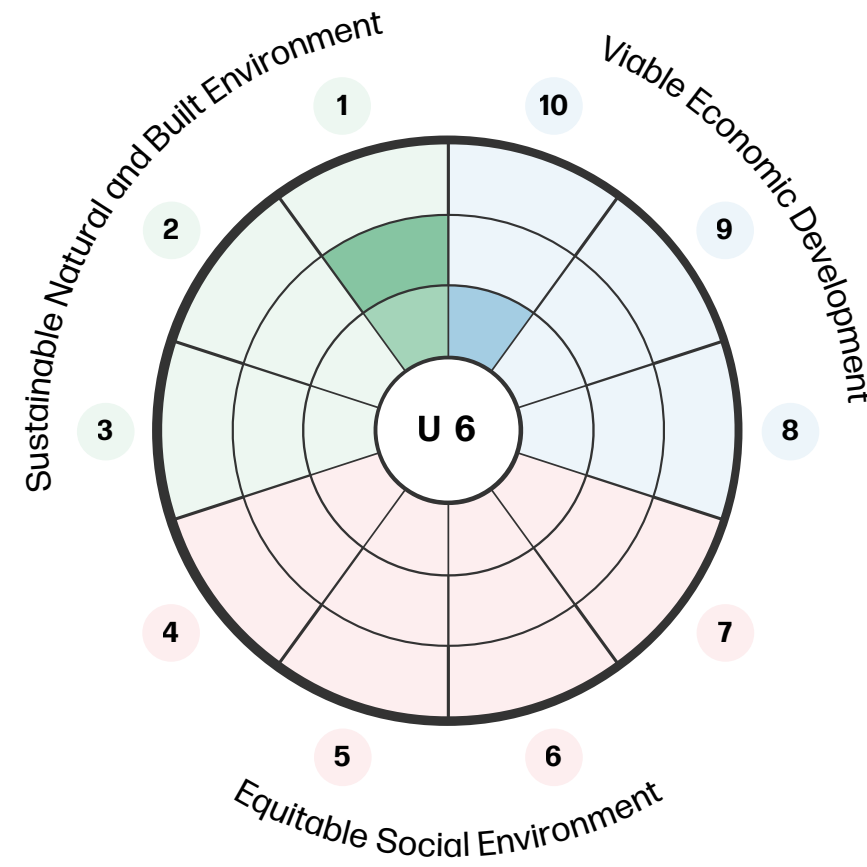 Sustainable Natural and Built Environment
Viable Economic Development
1
10
2
9
3
U 6
8
4
7
5
6
Equitable Social Environment